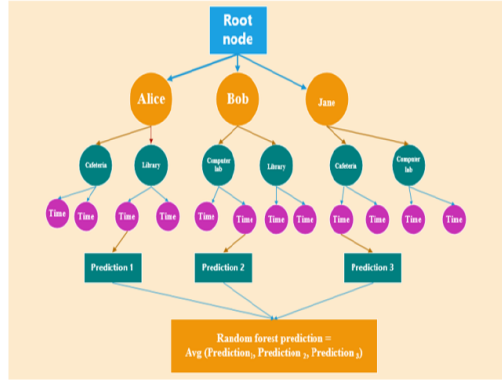 Root
node
Alice
Bob
Jane
Cafeteria
Library
Computer
lab
Library
Cafeteria
Computer
lab
Time
Time
Time
Time
Time
Time
Time
Time
Time
Time
Time
Time
Prediction 1
Prediction 2
Prediction 3
Random forest prediction =
Avg (Prediction₁, Prediction ₂, Prediction ₃)